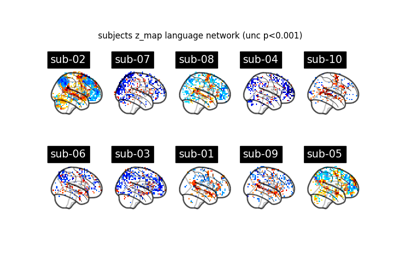 subjects z_map language network (unc p<0.001)
sub-02
sub-07
sub-08
sub-04
sub-10
sub-06
sub-03
sub-01
sub-09
sub-05